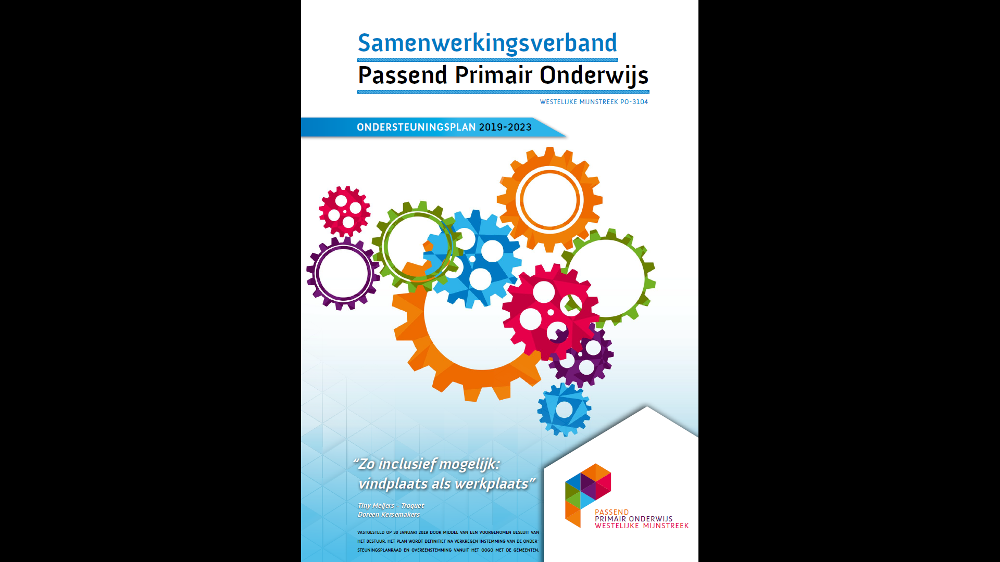 Samenwerkingsverband
Passend Primair Onderwijs
WESTELIJKE MIJNSTREEK PO-3104
ONDERSTEUNINGSPLAN 2019-2023
“Zo inclusief mogelijk:
vindplaats als werkplaats”
Tiny Meijers - Troquet
Doreen Kersemakers
VASTGESTELD OP 30 JANUARI 2019 DOOR MIDDEL VAN EEN VOORGENOMEN BESLUIT VAN
HET BESTUUR. HET PLAN WORDT DEFINITIEF NA VERKREGEN INSTEMMING VAN DE ONDER-
STEUNINGSPLANRAAD EN OVEREENSTEMMING VANUIT HET OOGO MET DE GEMEENTEN.
PASSEND
PRIMAIR ONDERWIJS
WESTELIJKE MIJNSTREEK